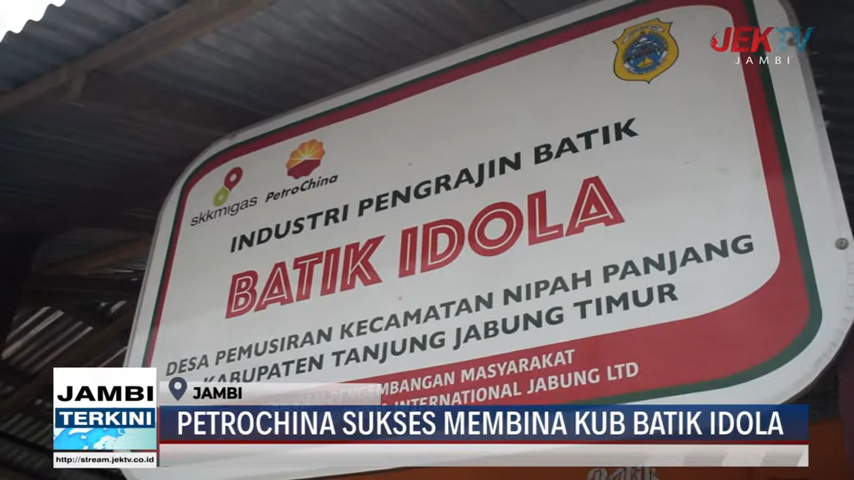 JEKTV
JAMBI
skkmigas
PetroChina
INDUSTRI PENGRAJIN BATIK
BATIK IDOLA
DESA PEMUSIRAN KECAMATAN NIPAH PANJANG
KABUPATEN TANJUNG JABUNG TIMUR
PENGEMBANGAN MASYARAKAT
INTERNATIONAL JABUNG LTD
JAMBI
TERKINI
http://stream.jektv.co.id
JAMBI
PETROCHINA SUKSES MEMBINA KUB BATIK IDOLA